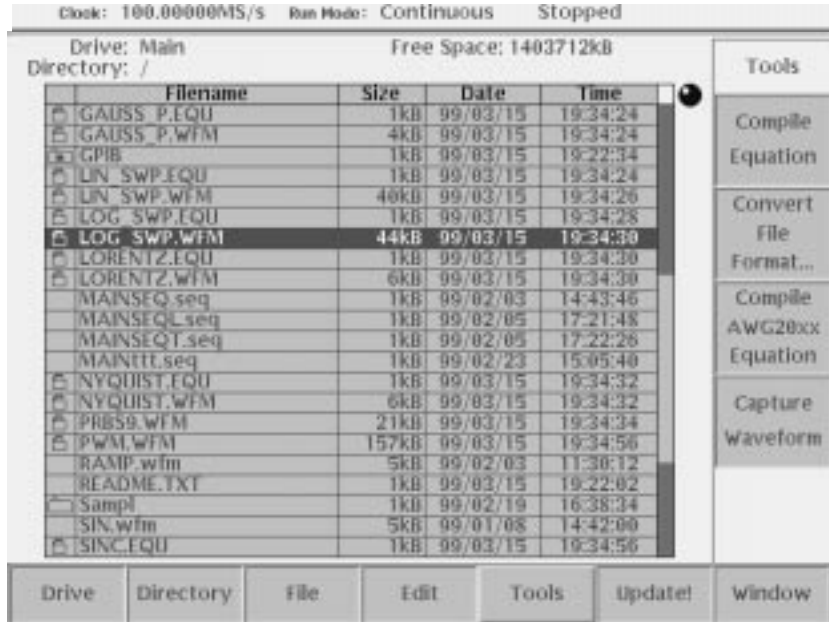 Clock: 100.00000MS/s Run Mode: Continuous Stopped
Drive: Main Free Space: 1403712kB
Directory: /
Filename Size Date Time
GAUSS_P.EQU 1kB 99/03/15 19:34:24
GAUSS_P.WFM 4kB 99/03/15 19:34:24
GPIB 1kB 99/03/15 19:22:34
LIN_SWP.EQU 1kB 99/03/15 19:34:24
LIN_SWP.WFM 40kB 99/03/15 19:34:26
LOG_SWP.EQU 1kB 99/03/15 19:34:28
LOG_SWP.WFM 44kB 99/03/15 19:34:30
LORENTZ.EQU 1kB 99/03/15 19:34:30
LORENTZ.WFM 6kB 99/03/15 19:34:30
MAINSEQ.seq 1kB 99/02/03 14:43:46
MAINSEQL.seq 1kB 99/02/05 17:21:48
MAINSEQT.seq 1kB 99/02/05 17:22:26
MAINttt.seq 1kB 99/02/23 15:05:40
NYQUIST.EQU 1kB 99/03/15 19:34:32
NYQUIST.WFM 6kB 99/03/15 19:34:32
PRBS9.WFM 21kB 99/03/15 19:34:34
PWM.WFM 157kB 99/03/15 19:34:56
RAMP.wfm 5kB 99/02/03 11:30:12
README.TXT 1kB 99/03/15 19:22:02
Sampl 1kB 99/02/19 16:38:34
SIN.wfm 5kB 99/01/08 14:42:00
SINC.EQU 1kB 99/03/15 19:34:56
Tools
Compile
Equation
Convert
File
Format...
Compile
AWG20xx
Equation
Capture
Waveform
Drive Directory File Edit Tools Update! Window